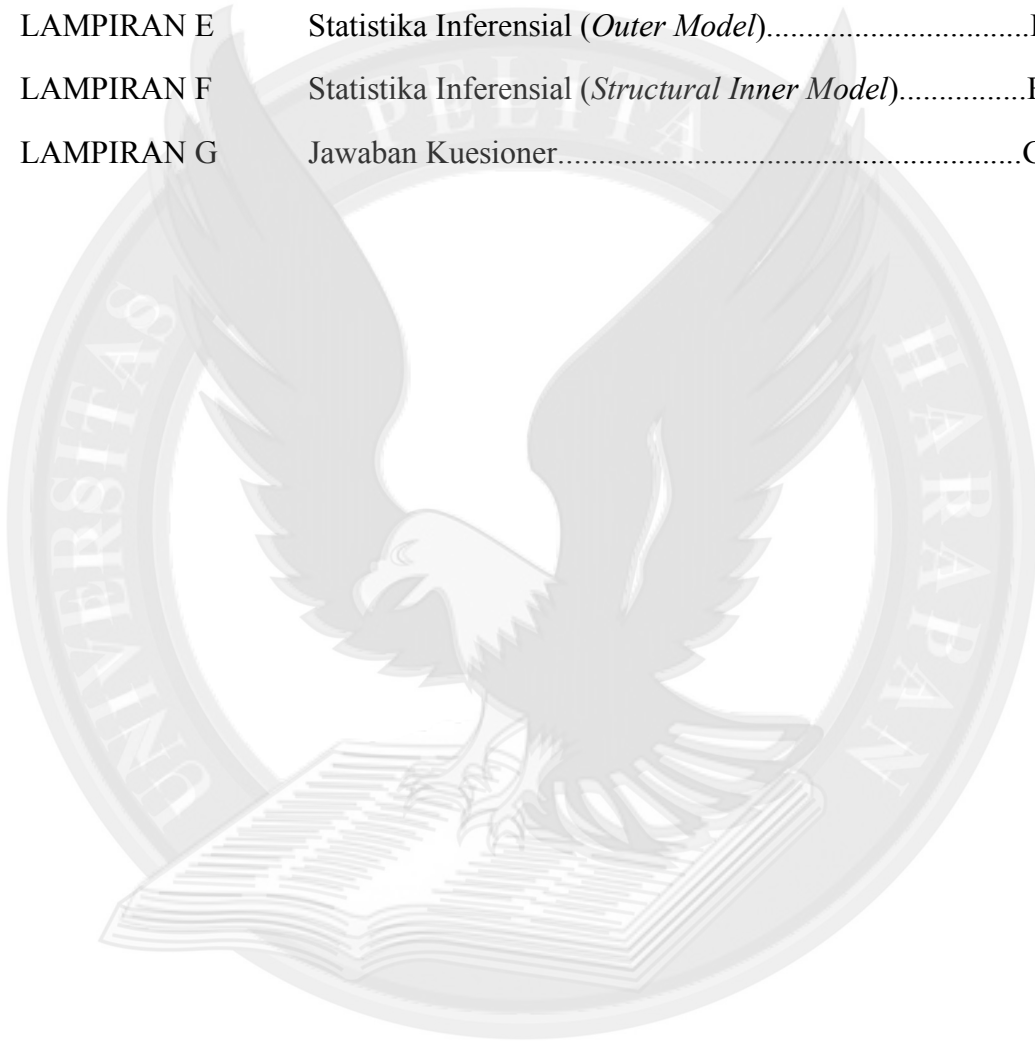 LAMPIRAN E Statistika Inferensial (Outer Model)................................
LAMPIRAN F Statistika Inferensial (Structural Inner Model)................
LAMPIRAN G Jawaban Kuesioner............................................................
UNIVERSITAS PELITA HARAPAN